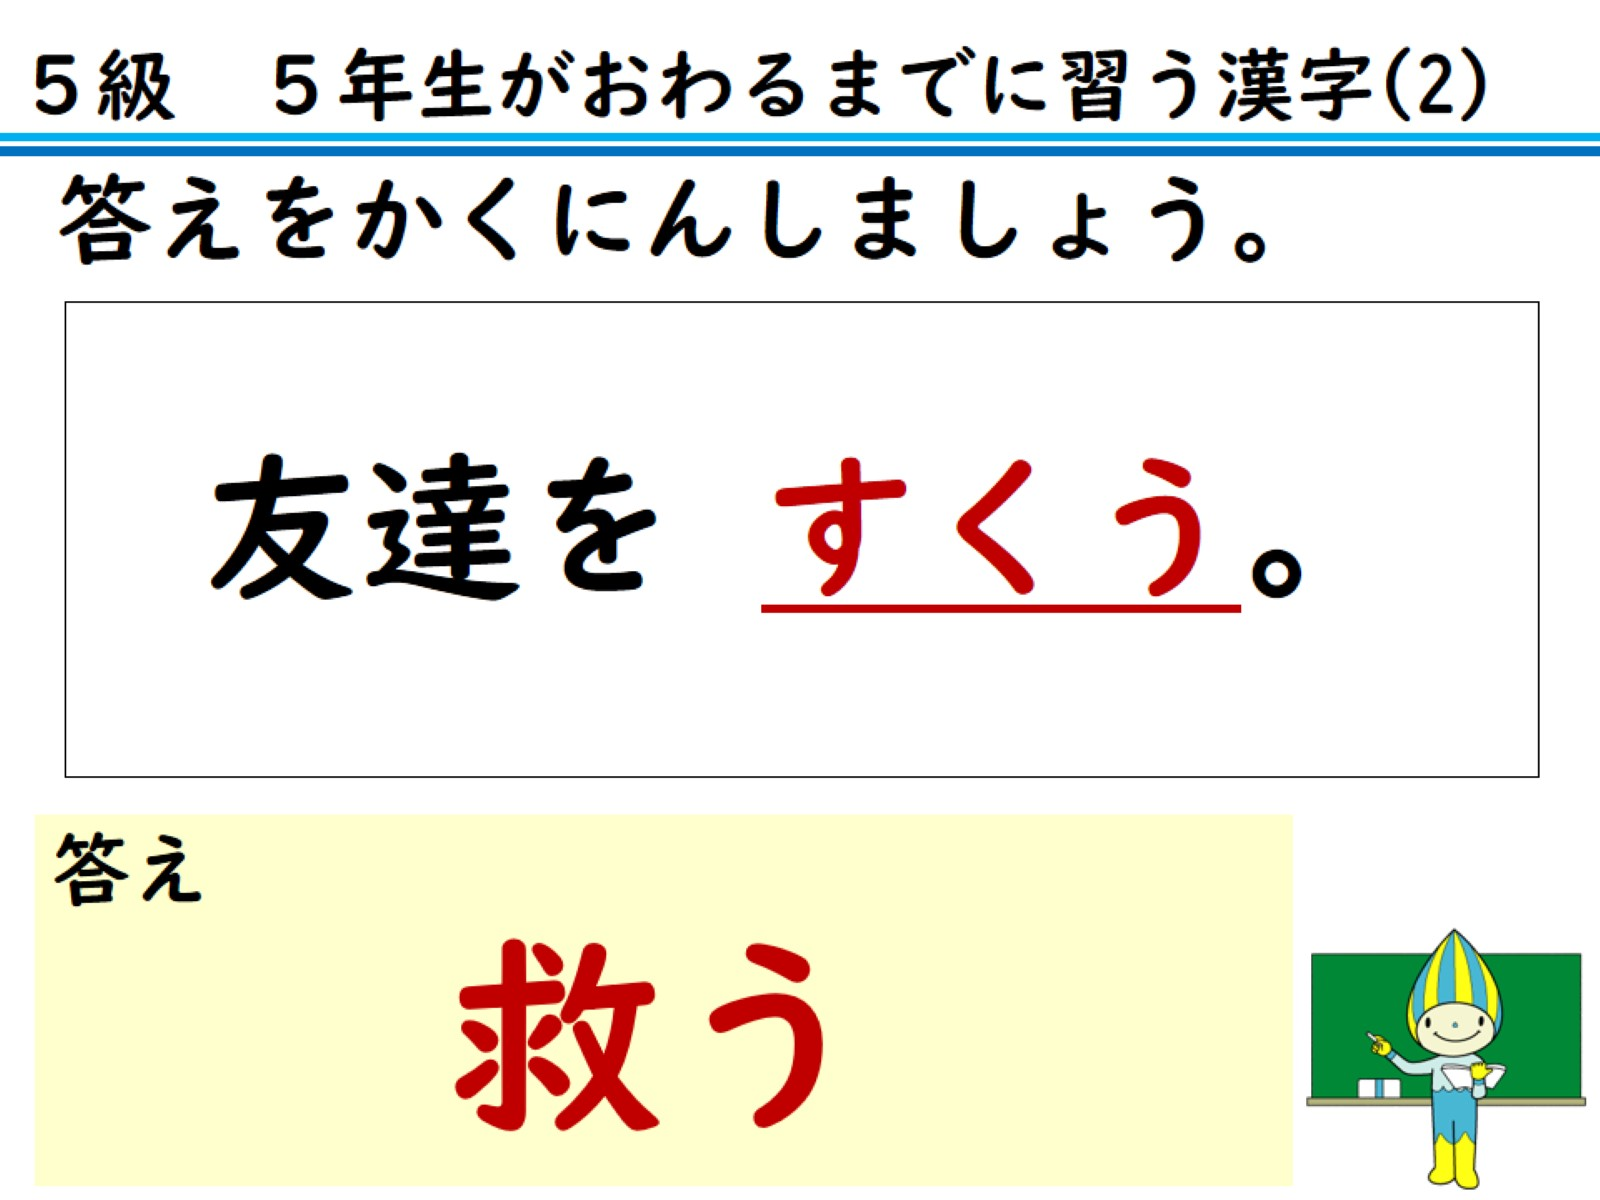 ５級　５年生がおわるまでに習う漢字(2)
答えをかくにんしましょう。
友達を　すくう。
答え
救う